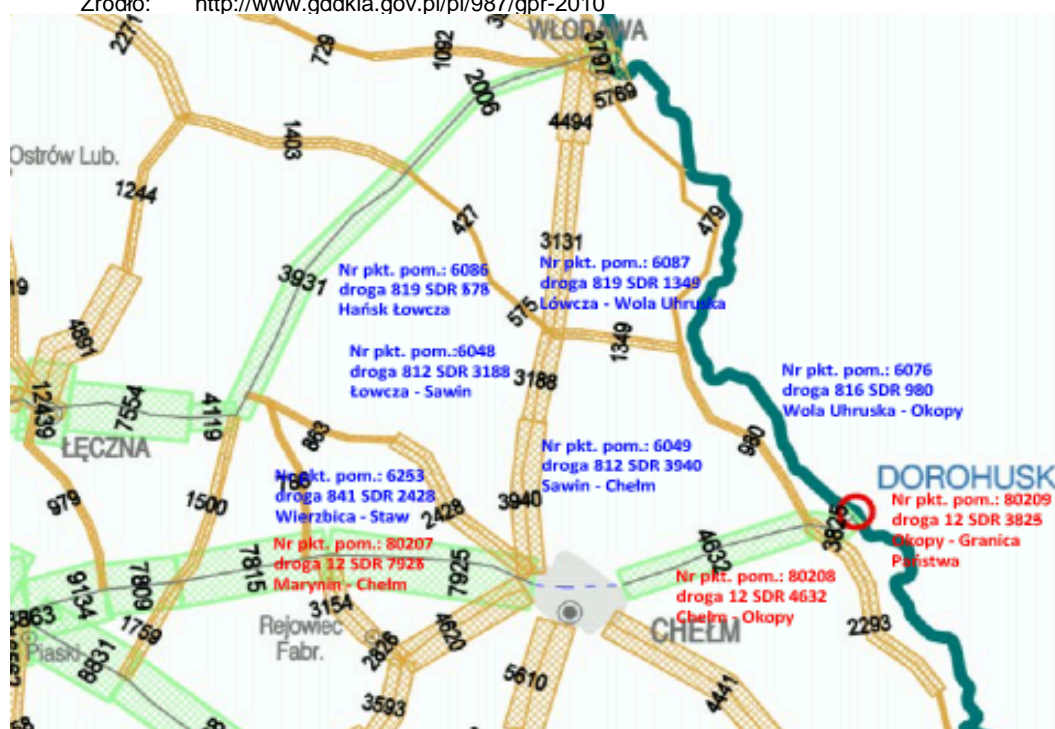 Źródło: http://www.gddkia.gov.pl/pl/987/gpr-2010
WŁODAWA
2271
729
1092
2006
3797
5769
4494
1403
Ostrów Lub.
1244
427
479
3131
3931
Nr pkt. pom.: 6086
droga 819 SDR 578
Hańsk Łowcza
Nr pkt. pom.: 6087
droga 819 SDR 1349
Łówcza - Wola Uhruska
575
1349
4891
Nr pkt. pom.:6048
droga 812 SDR 3188
Łowcza - Sawin
3188
Nr pkt. pom.: 6076
droga 816 SDR 980
Wola Uhruska - Okopy
12439
7554
4119
ŁĘCZNA
863
980
979
1500
Nr pkt. pom.: 6253
droga 841 SDR 2428
Wierzbica - Staw
2428
Nr pkt. pom.: 6049
droga 812 SDR 3940
Sawin - Chełm
3940
DOROHUSK
Nr pkt. pom.: 80209
droga 12 SDR 3825
Okopy - Granica
Państwa
3825
Nr pkt. pom.: 80207
droga 12 SDR 7928
Marynin - Chełm
7815
7925
4632
Nr pkt. pom.: 80208
droga 12 SDR 4632
Chełm - Okopy
9134
7809
3154
1759
Rejowiec
Fabr.
2826
4620
CHEŁM
2293
Piaski
8831
3593
5610
4441